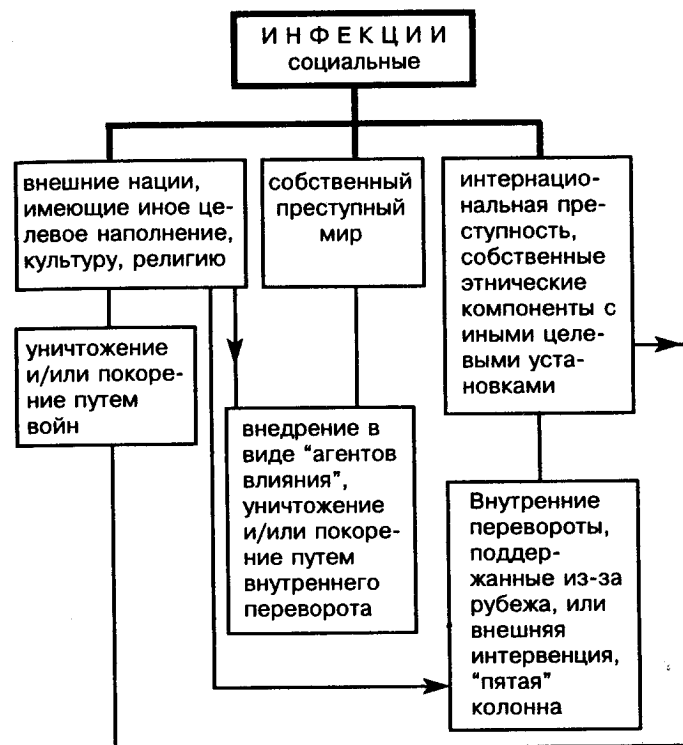 ИНФЕКЦИИ
социальные
внешние нации,
имеющие иное це-
левое наполнение,
культуру, религию
собственный
преступный
мир
интернацио-
нальная пре-
ступность,
собственные
этнические
компоненты с
иными целе-
выми уста-
новками
уничтожение
и/или покоре-
ние путем
войн
внедрение в
виде “агентов
влияния”,
уничтожение
и/или покоре-
ние путем
внутреннего
переворота
Внутренние
перевороты,
поддер-
жанные из-за
рубежа, или
внешняя
интервенция,
“пятая”
колонна